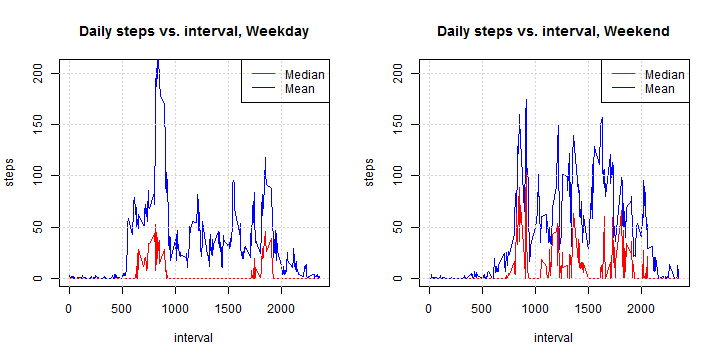 Daily steps vs. interval, Weekday
200
150
100
50
0
steps
Median
Mean
0
500
1000
1500
2000
interval
Daily steps vs. interval, Weekend
200
150
100
50
0
steps
Median
Mean
0
500
1000
1500
2000
interval